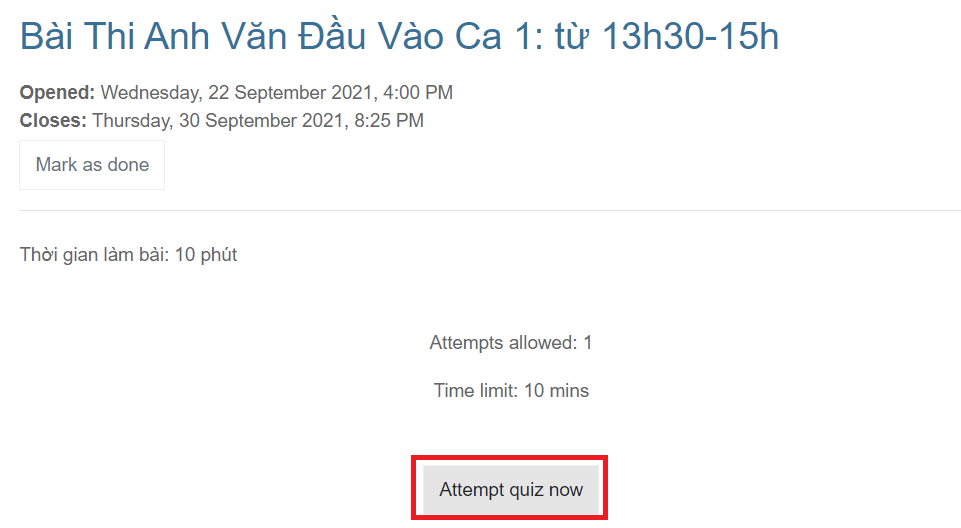 Bài Thi Anh Văn Đầu Vào Ca 1: từ 13h30-15h
Opened: Wednesday, 22 September 2021, 4:00 PM
Closes: Thursday, 30 September 2021, 8:25 PM
Mark as done
Thời gian làm bài: 10 phút
Attempts allowed: 1
Time limit: 10 mins
Attempt quiz now